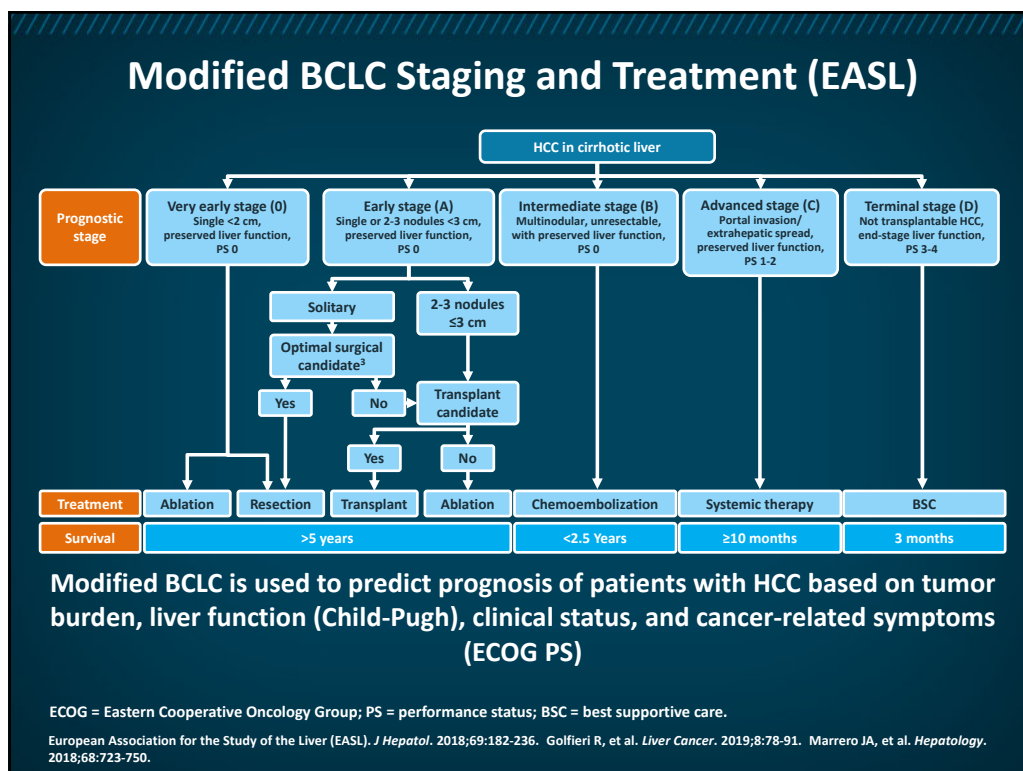 Modified BCLC Staging and Treatment (EASL)
HCC in cirrhotic liver
Prognostic
stage
Very early stage (0)
Single <2 cm,
preserved liver function,
PS 0
Early stage (A)
Single or 2-3 nodules <3 cm,
preserved liver function,
PS 0
Intermediate stage (B)
Multinodular, unresectable,
with preserved liver function,
PS 0
Advanced stage (C)
Portal invasion/
extrahepatic spread,
preserved liver function,
PS 1-2
Terminal stage (D)
Not transplantable HCC,
end-stage liver function,
PS 3-4
Solitary
2-3 nodules
≤3 cm
Optimal surgical
candidate³
Yes
No
Transplant
candidate
Yes
No
Treatment
Ablation
Resection
Transplant
Ablation
Chemoembolization
Systemic therapy
BSC
Survival
>5 years
<2.5 Years
≥10 months
3 months
Modified BCLC is used to predict prognosis of patients with HCC based on tumor
burden, liver function (Child-Pugh), clinical status, and cancer-related symptoms
(ECOG PS)
ECOG = Eastern Cooperative Oncology Group; PS = performance status; BSC = best supportive care.
European Association for the Study of the Liver (EASL). J Hepatol. 2018;69:182-236. Golfieri R, et al. Liver Cancer. 2019;8:78-91. Marrero JA, et al. Hepatology.
2018;68:723-750.